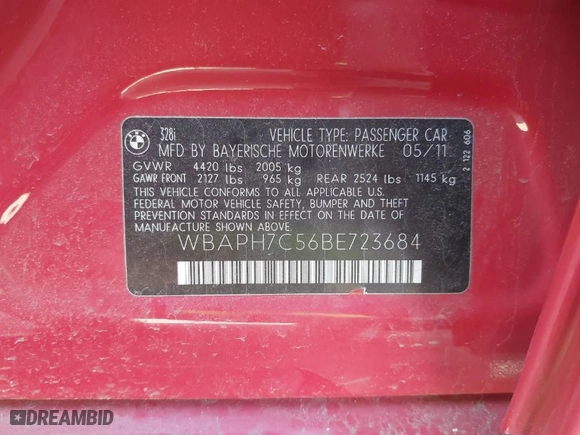 BMW
328i VEHICLE TYPE: PASSENGER CAR
MFD BY BAYERISCHE MOTORENWERKE 05/11
GVWR 4420 lbs 2005 kg
GAWR FRONT 2127 lbs 965 kg REAR 2524 lbs 1145 kg
THIS VEHICLE CONFORMS TO ALL APPLICABLE U.S.
FEDERAL MOTOR VEHICLE SAFETY, BUMPER AND THEFT
PREVENTION STANDARDS IN EFFECT ON THE DATE OF
MANUFACTURE SHOWN ABOVE.
WBAPH7C56BE723684
2 122 606
DREAMBID